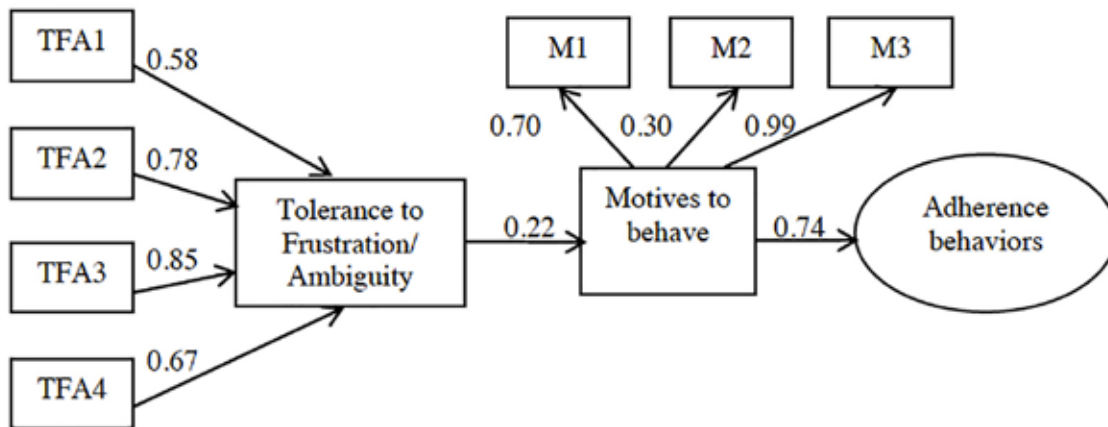 TFA1
0.58
TFA2
0.78
TFA3
0.85
TFA4
0.67
Tolerance to
Frustration/
Ambiguity
0.22
M1
M2
M3
0.70
0.30
0.99
Motives to
behave
0.74
Adherence
behaviors